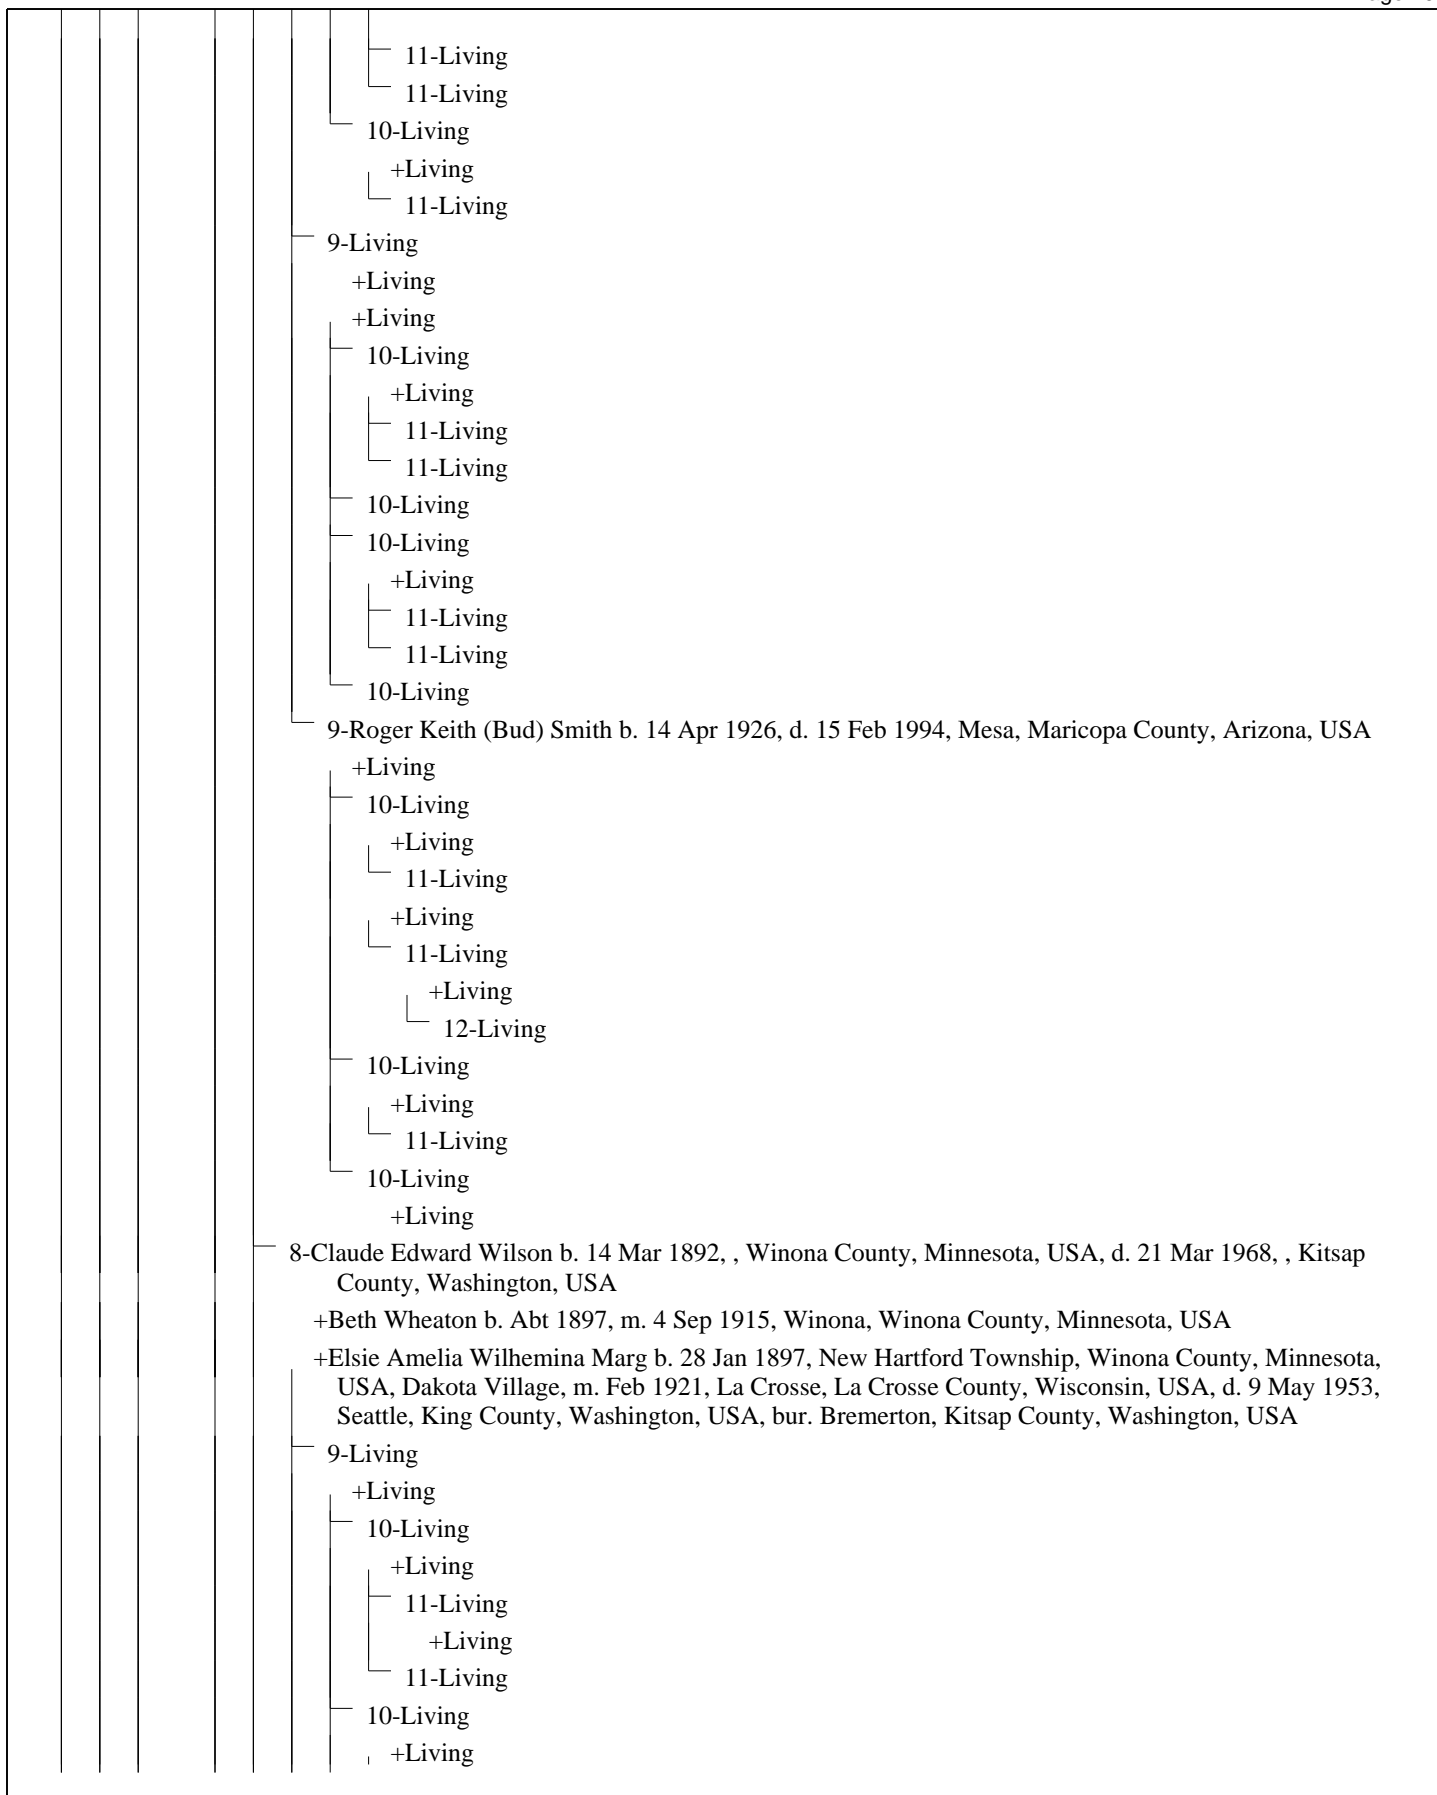 11-Living
11-Living
10-Living
+Living
11-Living
9-Living
+Living
+Living
10-Living
+Living
11-Living
11-Living
10-Living
10-Living
+Living
11-Living
11-Living
10-Living
9-Roger Keith (Bud) Smith b. 14 Apr 1926, d. 15 Feb 1994, Mesa, Maricopa County, Arizona, USA
+Living
10-Living
+Living
11-Living
+Living
11-Living
+Living
12-Living
10-Living
+Living
11-Living
10-Living
+Living
8-Claude Edward Wilson b. 14 Mar 1892, , Winona County, Minnesota, USA, d. 21 Mar 1968, , Kitsap
County, Washington, USA
+Beth Wheaton b. Abt 1897, m. 4 Sep 1915, Winona, Winona County, Minnesota, USA
+Elsie Amelia Wilhemina Marg b. 28 Jan 1897, New Hartford Township, Winona County, Minnesota,
USA, Dakota Village, m. Feb 1921, La Crosse, La Crosse County, Wisconsin, USA, d. 9 May 1953,
Seattle, King County, Washington, USA, bur. Bremerton, Kitsap County, Washington, USA
9-Living
+Living
10-Living
+Living
11-Living
+Living
11-Living
10-Living
+Living